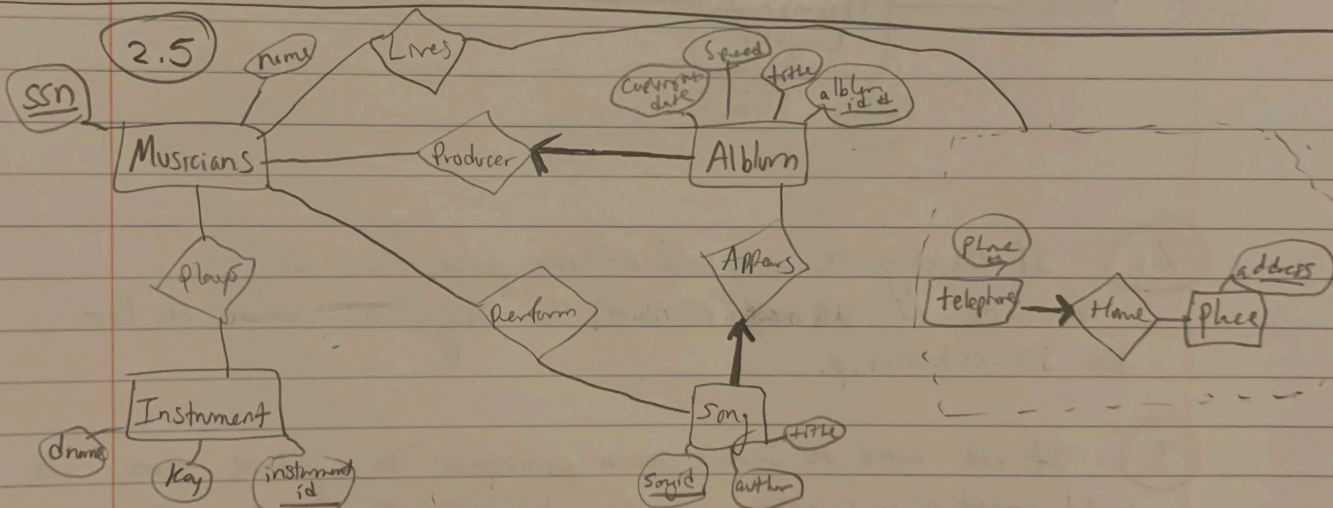 2.5
name
Lives
Speed
title
copyright date
alblum id #
ssn
Musicians
Producer
Alblum
Plays
Perform
Appears
phone #
address
telephone
Home
Place
Instrument
Song
title
dname
key
instrument id
songid
author